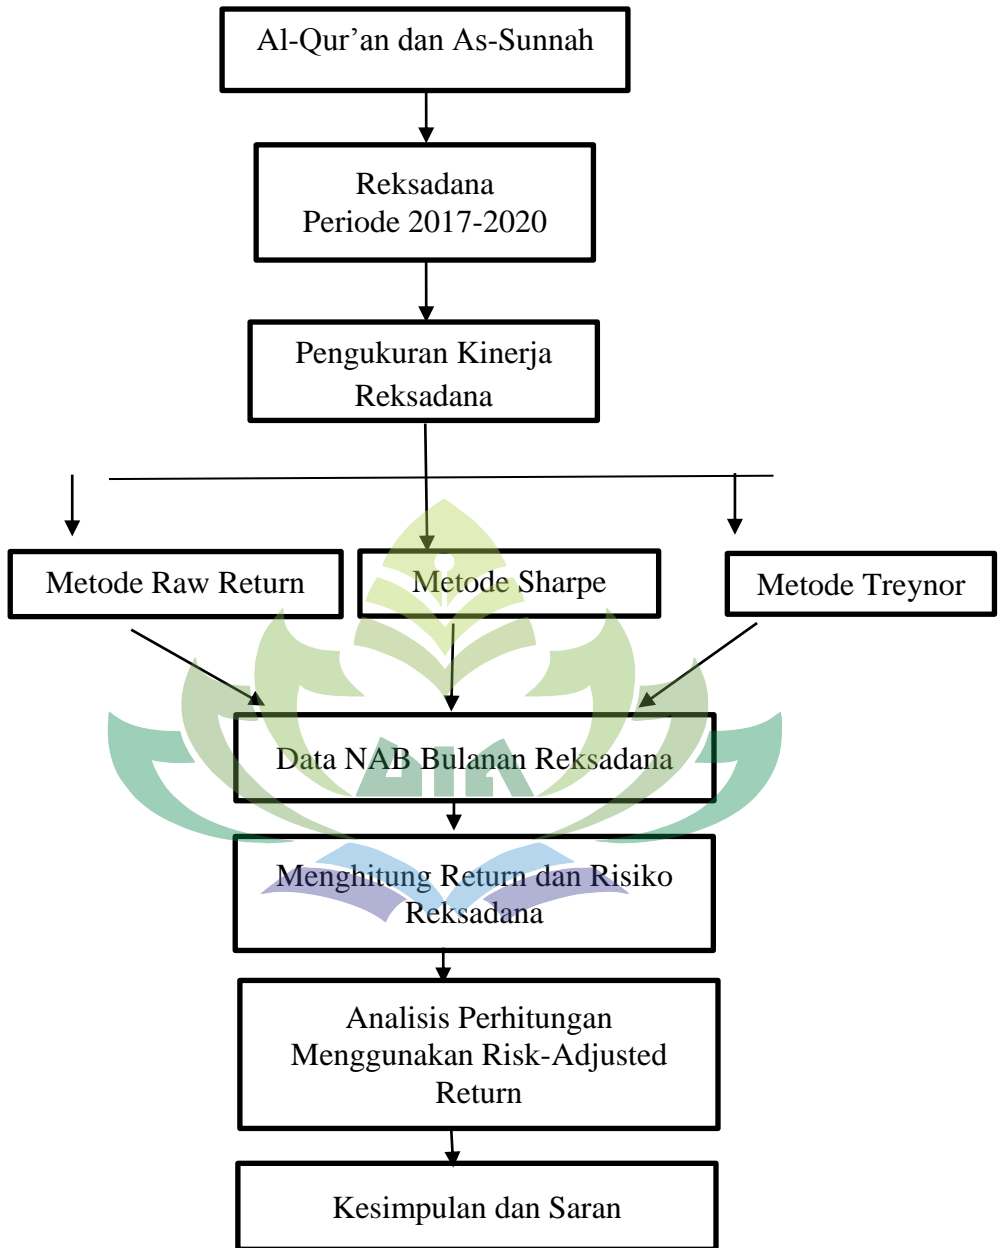 Al-Qur’an dan As-Sunnah
Reksadana
Periode 2017-2020
Pengukuran Kinerja
Reksadana
Metode Raw Return
Metode Sharpe
Metode Treynor
Data NAB Bulanan Reksadana
Menghitung Return dan Risiko
Reksadana
Analisis Perhitungan
Menggunakan Risk-Adjusted
Return
Kesimpulan dan Saran